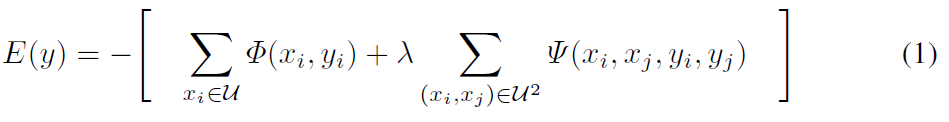 E(y) = −[ ∑_{x_i∈𝒰} Φ(x_i, y_i) + λ ∑_{(x_i,x_j)∈𝒰²} Ψ(x_i, x_j, y_i, y_j) ] (1)